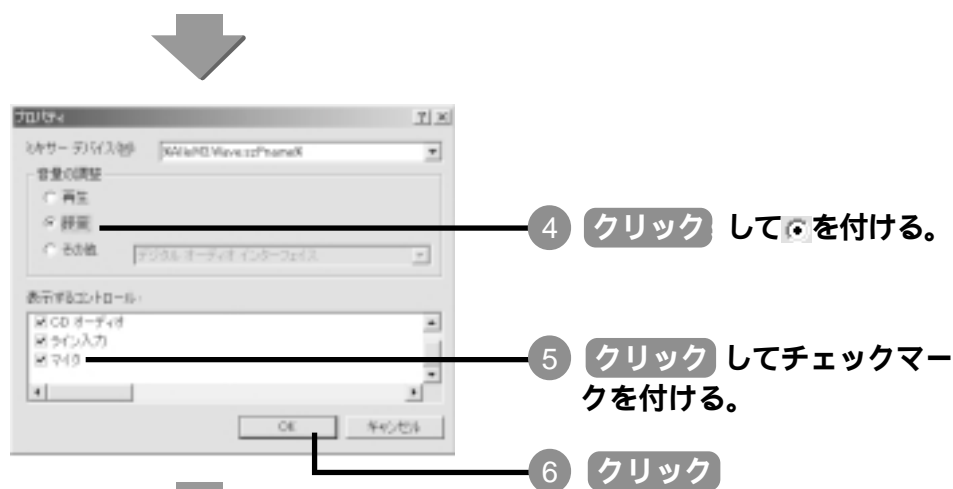 プロパティ
ミキサー デバイス(M):
音量の調整
再生
録音
④ クリック して を付ける。
その他 デジタル オーディオ インターフェイス
表示するコントロール:
CD オーディオ
ライン入力
マイク
⑤ クリック してチェックマー
クを付ける。
OK キャンセル
⑥ クリック